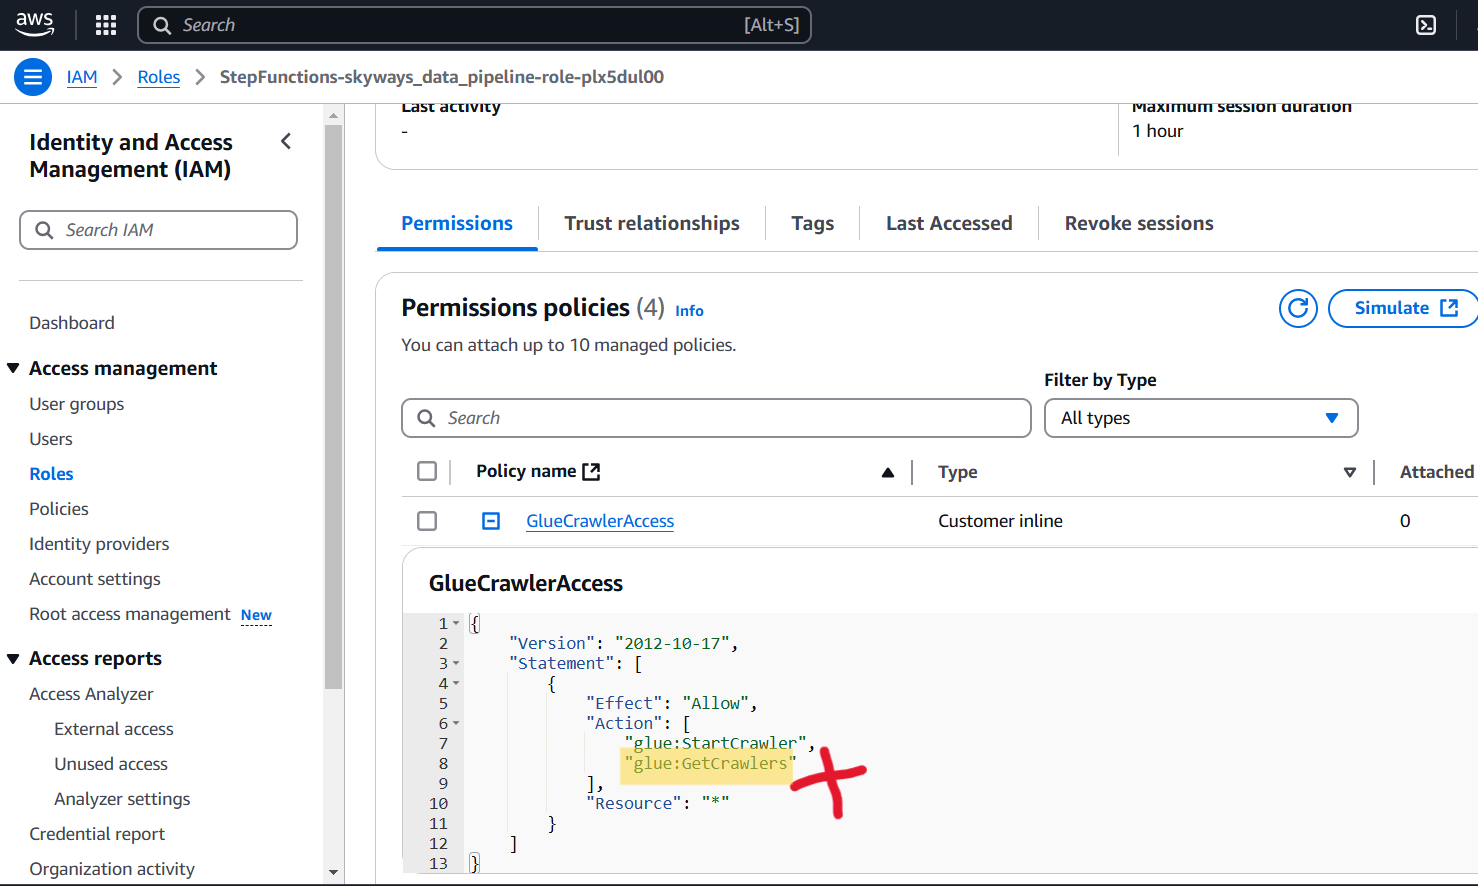 aws
Search [Alt+S]
IAM > Roles > StepFunctions-skyways_data_pipeline-role-plx5dul00
Identity and Access
Management (IAM)
Search IAM
Dashboard
Access management
User groups
Users
Roles
Policies
Identity providers
Account settings
Root access management New
Access reports
Access Analyzer
External access
Unused access
Analyzer settings
Credential report
Organization activity
Last activity
-
Maximum session duration
1 hour
Permissions
Trust relationships
Tags
Last Accessed
Revoke sessions
Permissions policies (4) Info
Simulate
You can attach up to 10 managed policies.
Filter by Type
Search
All types
Policy name
Type
Attached
GlueCrawlerAccess
Customer inline
0
GlueCrawlerAccess
1 {
2 "Version": "2012-10-17",
3 "Statement": [
4 {
5 "Effect": "Allow",
6 "Action": [
7 "glue:StartCrawler",
8 "glue:GetCrawlers"
9 ],
10 "Resource": "*"
11 }
12 ]
13 }